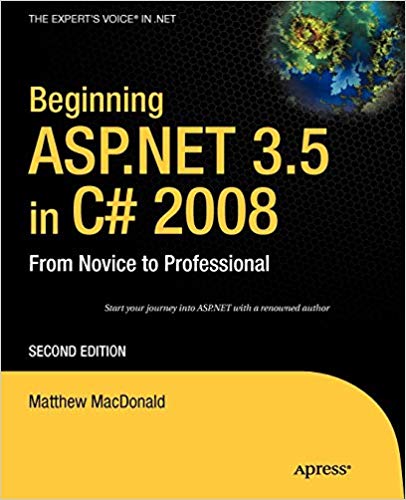 THE EXPERT'S VOICE® IN .NET
Beginning
ASP.NET 3.5
in C# 2008
From Novice to Professional
Start your journey into ASP.NET with a renowned author
SECOND EDITION
Matthew MacDonald
Apress®